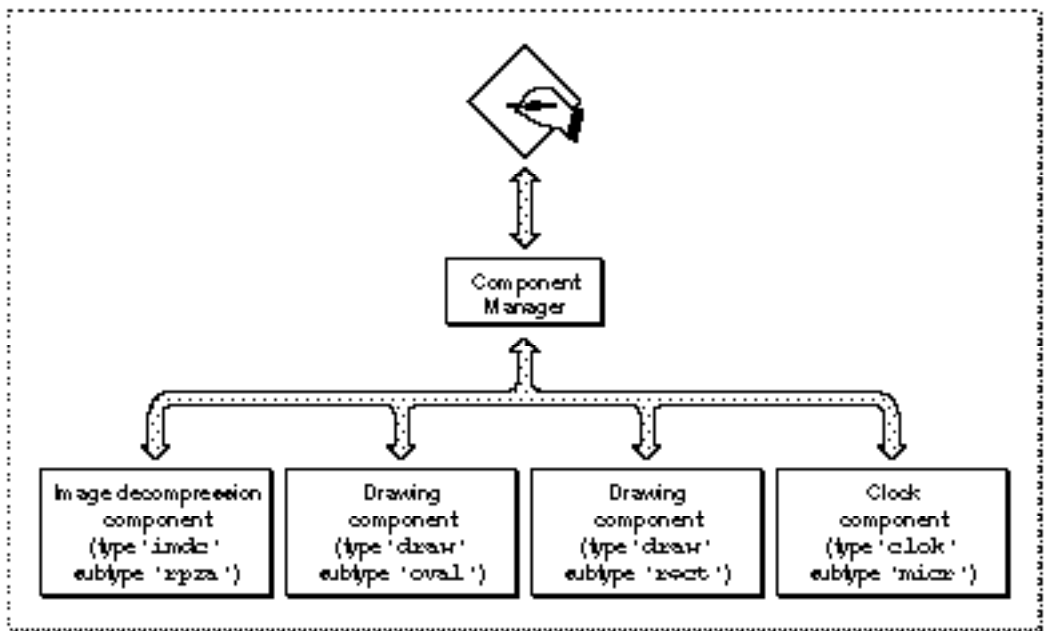 Component
Manager
Image decompression
component
(type 'imdc'
subtype 'rpza')
Drawing
component
(type 'draw'
subtype 'oval')
Drawing
component
(type 'draw'
subtype 'rect')
Clock
component
(type 'clok'
subtype 'micr')